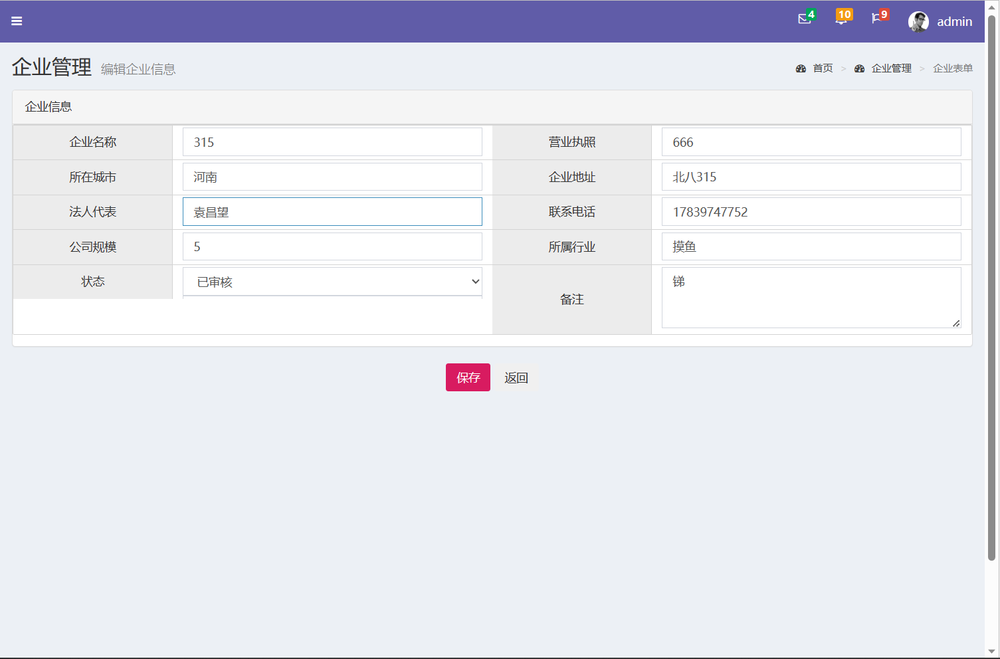 4 10 9 admin
企业管理 编辑企业信息 首页 > 企业管理 > 企业表单
企业信息
企业名称 315 营业执照 666
所在城市 河南 企业地址 北八315
法人代表 袁昌望 联系电话 17839747752
公司规模 5 所属行业 摸鱼
状态 已审核 备注 锑
保存 返回